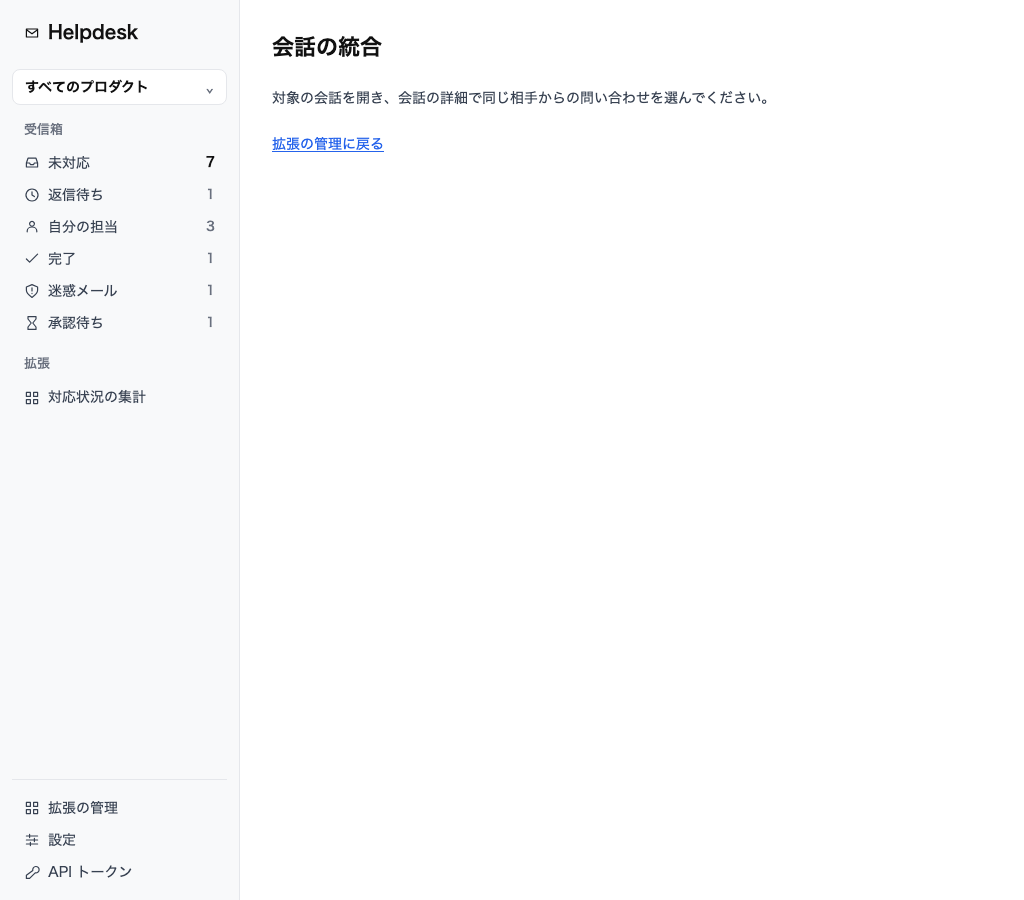 Helpdesk
すべてのプロダクト
受信箱
未対応 7
返信待ち 1
自分の担当 3
完了 1
迷惑メール 1
承認待ち 1
拡張
対応状況の集計
拡張の管理
設定
API トークン
会話の統合
対象の会話を開き、会話の詳細で同じ相手からの問い合わせを選んでください。
拡張の管理に戻る